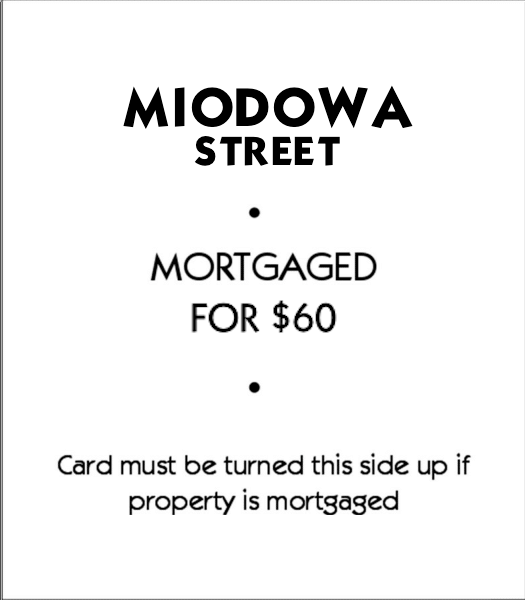 MIODOWA
STREET
•
MORTGAGED
FOR $60
•
Card must be turned this side up if
property is mortgaged